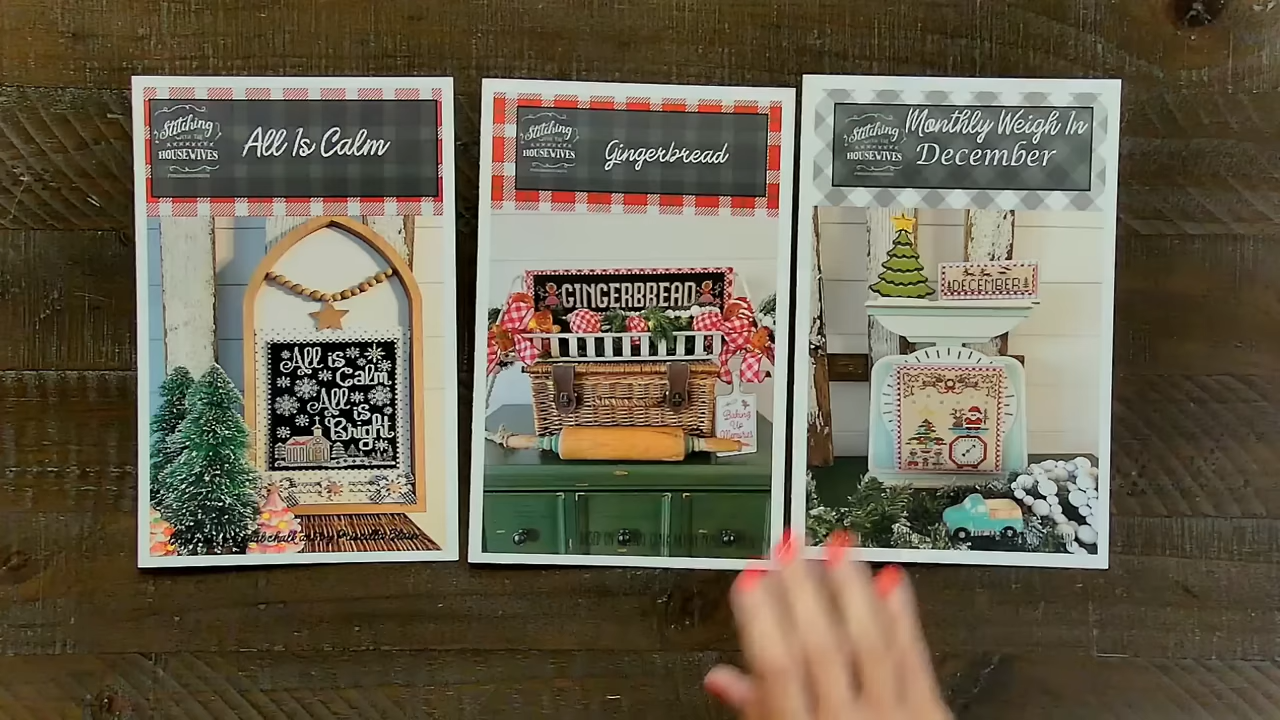 Stitching
WITH THE
HOUSEWIVES
All Is Calm
All is
Calm
All is
Bright
Stitching
WITH THE
HOUSEWIVES
Gingerbread
GINGERBREAD
Baking
Up
Memories
Stitching
WITH THE
HOUSEWIVES
Monthly Weigh In
December
DECEMBER